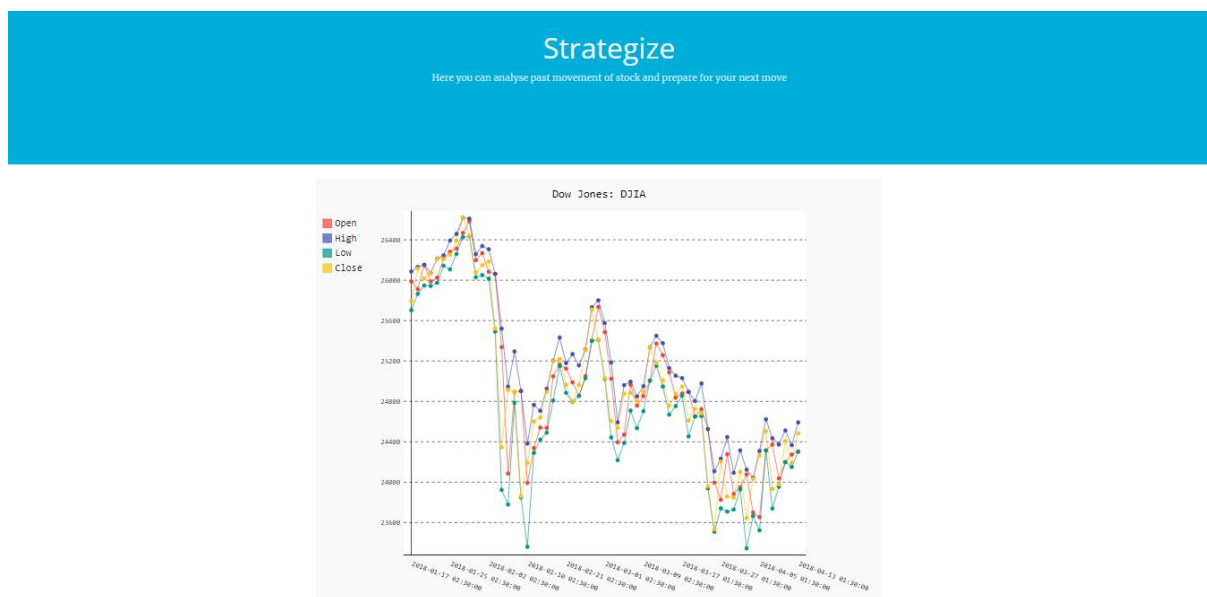 Strategize
Here you can analyse past movement of stock and prepare for your next move
Dow Jones: DJIA
Open
High
Low
Close
26400
26000
25600
25200
24800
24400
24000
23600
2018-01-17 02:30:00
2018-01-25 02:30:00
2018-02-02 02:30:00
2018-02-10 02:30:00
2018-02-21 02:30:00
2018-03-01 02:30:00
2018-03-09 02:30:00
2018-03-17 01:30:00
2018-03-27 01:30:00
2018-04-05 01:30:00
2018-04-13 01:30:00